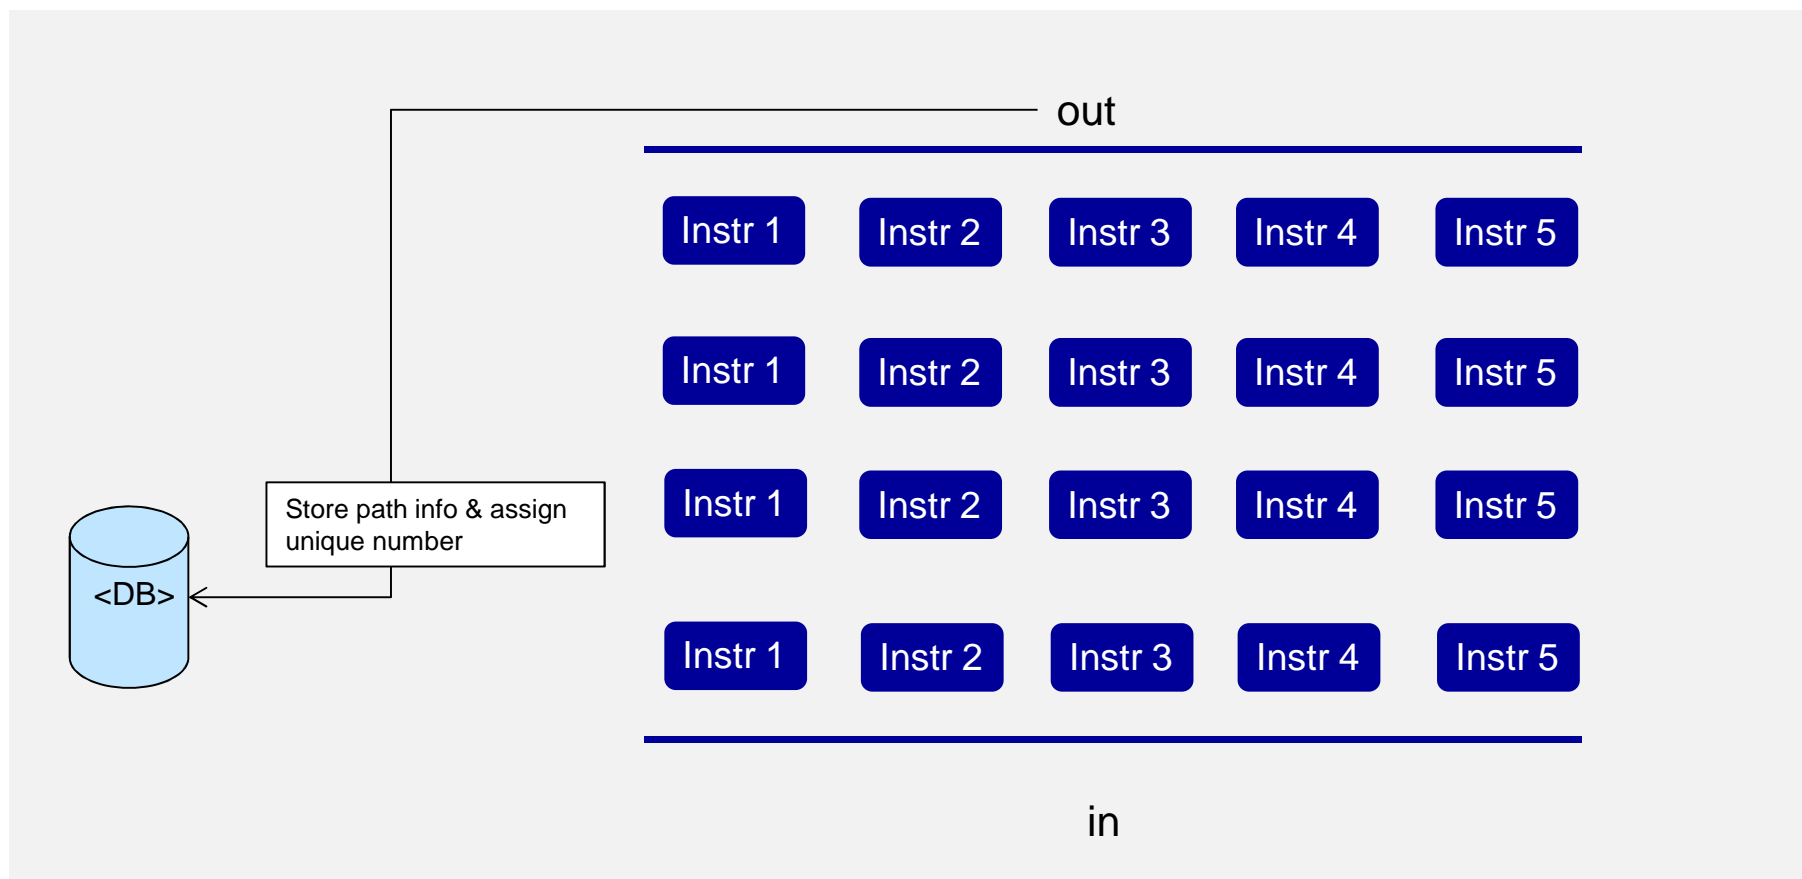 out
Instr 1 Instr 2 Instr 3 Instr 4 Instr 5
Instr 1 Instr 2 Instr 3 Instr 4 Instr 5
Store path info & assign
unique number
Instr 1 Instr 2 Instr 3 Instr 4 Instr 5
<DB>
Instr 1 Instr 2 Instr 3 Instr 4 Instr 5
in